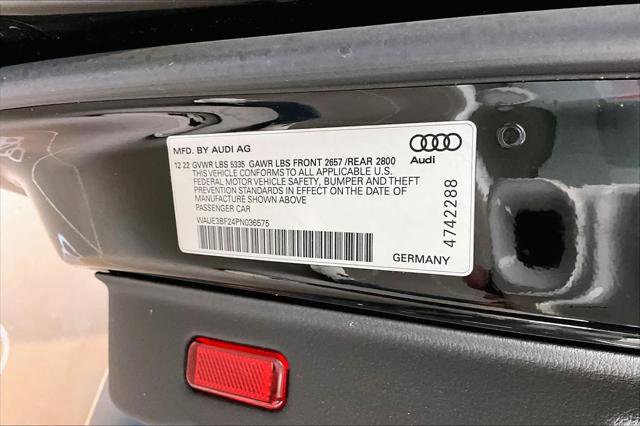 MFD. BY AUDI AG
12 22 GVWR LBS 5335 GAWR LBS FRONT 2657 /REAR 2800
THIS VEHICLE CONFORMS TO ALL APPLICABLE U.S.
FEDERAL MOTOR VEHICLE SAFETY, BUMPER AND THEFT
PREVENTION STANDARDS IN EFFECT ON THE DATE OF
MANUFACTURE SHOWN ABOVE
PASSENGER CAR
WAUE3BF24PN036575
Audi
4742288
GERMANY